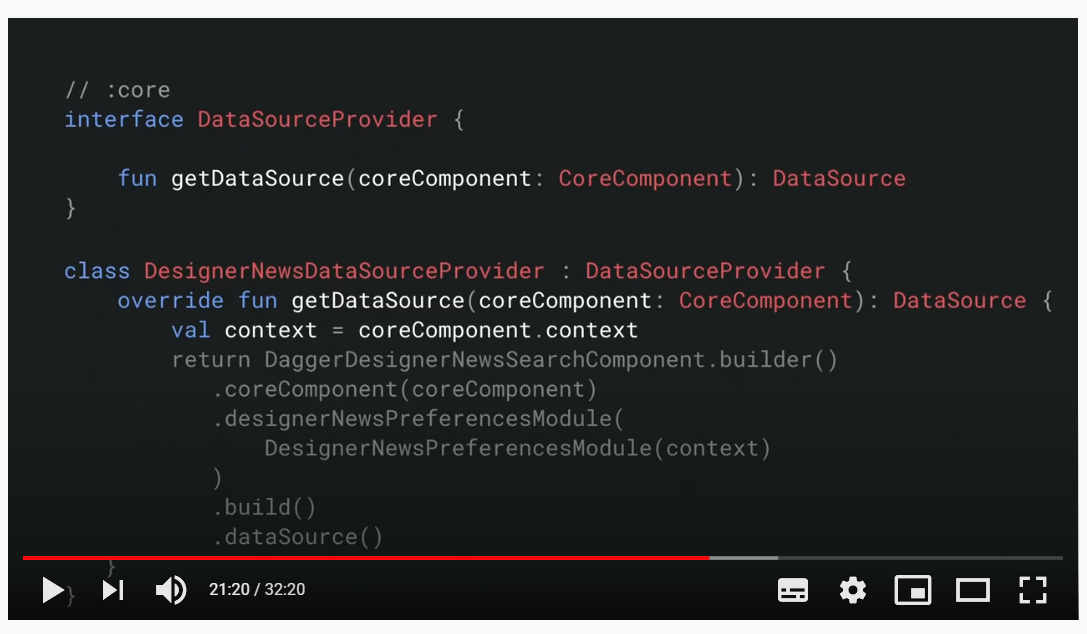 // :core
interface DataSourceProvider {
fun getDataSource(coreComponent: CoreComponent): DataSource
}
class DesignerNewsDataSourceProvider : DataSourceProvider {
override fun getDataSource(coreComponent: CoreComponent): DataSource {
val context = coreComponent.context
return DaggerDesignerNewsSearchComponent.builder()
.coreComponent(coreComponent)
.designerNewsPreferencesModule(
DesignerNewsPreferencesModule(context)
)
.build()
.dataSource()
}
}
21:20 / 32:20